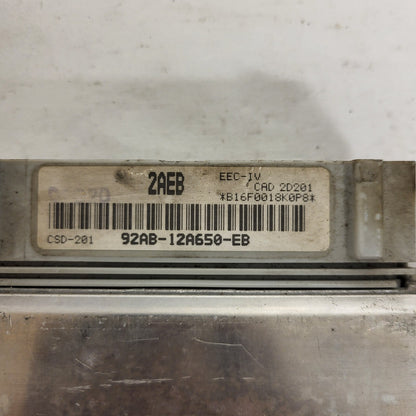 2AEB
EEC-IV
CAD 2D201
*B16F0018K0P8*
CSD-201
92AB-12A650-EB